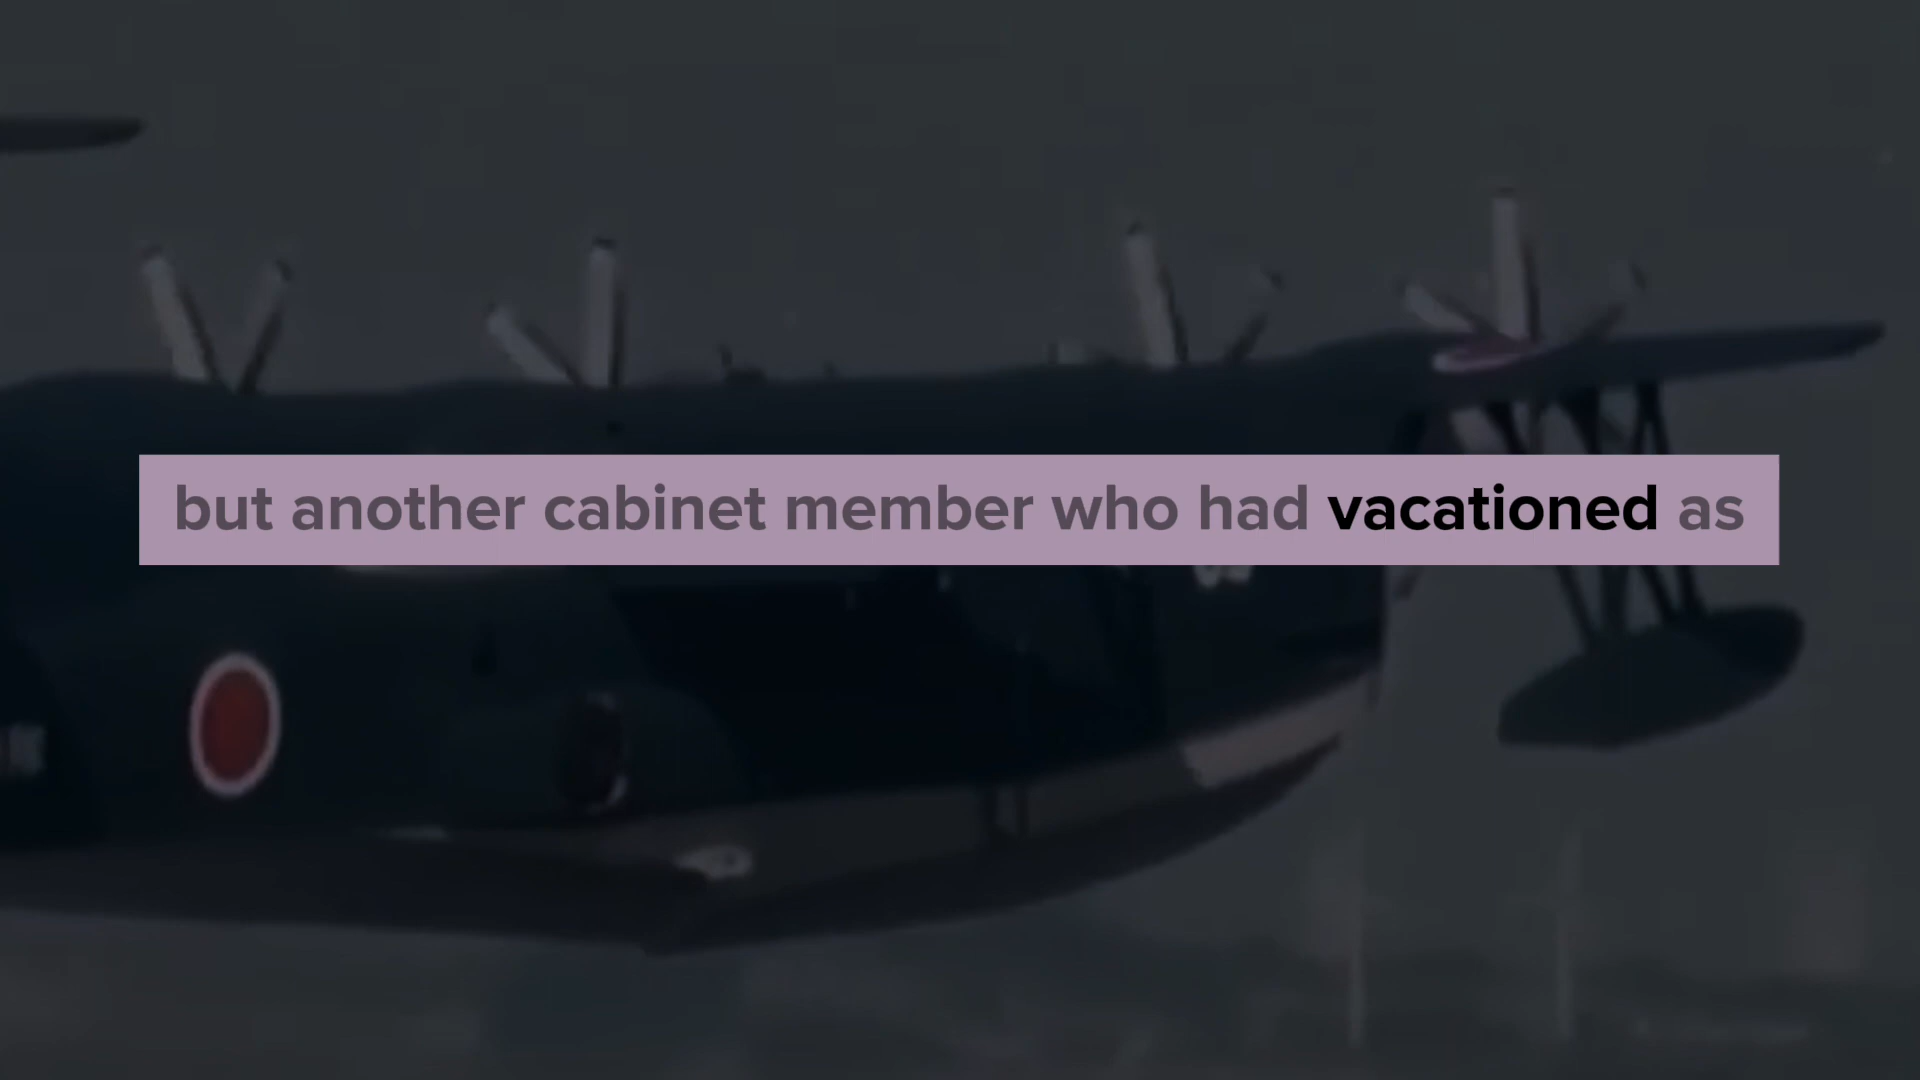 but another cabinet member who had vacationed as